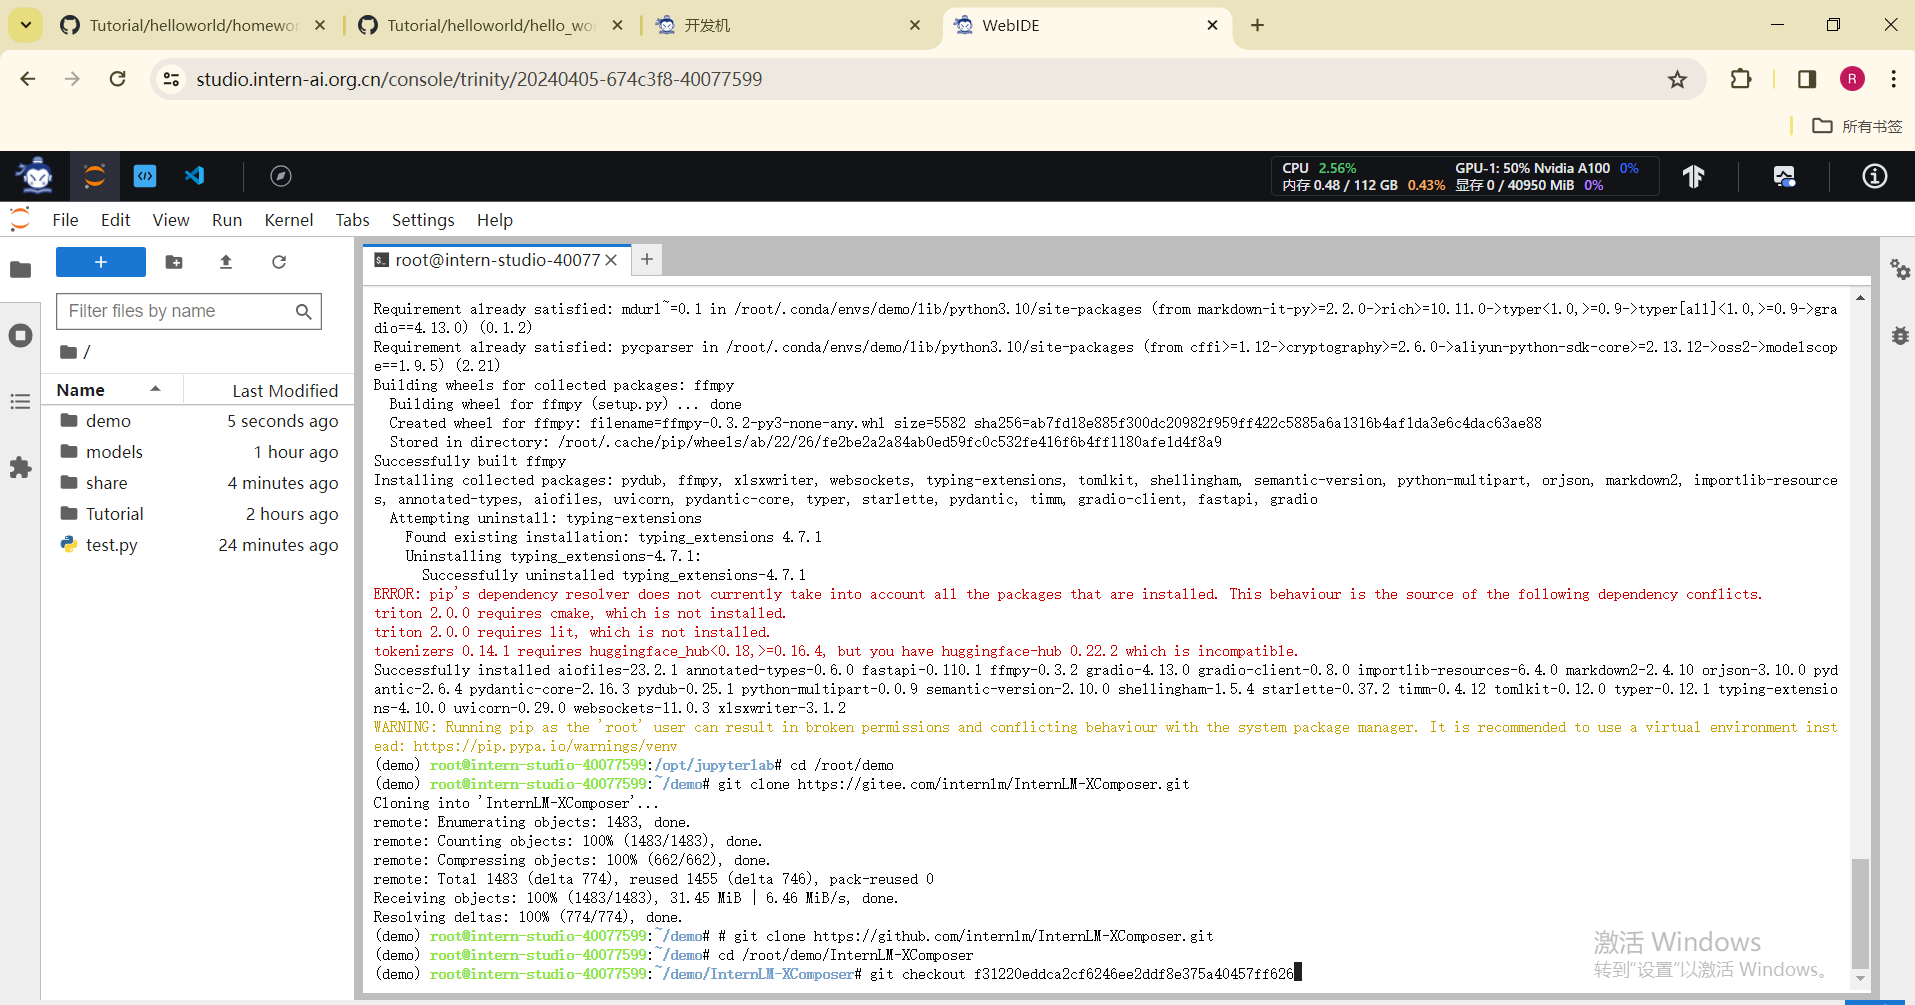 Tutorial/helloworld/homewor
Tutorial/helloworld/hello_wor
开发机
WebIDE
studio.intern-ai.org.cn/console/trinity/20240405-674c3f8-40077599
R
所有书签
CPU 2.56%
GPU-1: 50% Nvidia A100 0%
内存 0.48 / 112 GB 0.43%
显存 0 / 40950 MiB 0%
File Edit View Run Kernel Tabs Settings Help
root@intern-studio-40077
Filter files by name
/
Name Last Modified
demo 5 seconds ago
models 1 hour ago
share 4 minutes ago
Tutorial 2 hours ago
test.py 24 minutes ago
Requirement already satisfied: mdurl~=0.1 in /root/.conda/envs/demo/lib/python3.10/site-packages (from markdown-it-py>=2.2.0->rich>=10.11.0->typer<1.0,>=0.9->typer[all]<1.0,>=0.9->gra
dio==4.13.0) (0.1.2)
Requirement already satisfied: pycparser in /root/.conda/envs/demo/lib/python3.10/site-packages (from cffi>=1.12->cryptography>=2.6.0->aliyun-python-sdk-core>=2.13.12->oss2->modelscop
e==1.9.5) (2.21)
Building wheels for collected packages: ffmpy
Building wheel for ffmpy (setup.py) ... done
Created wheel for ffmpy: filename=ffmpy-0.3.2-py3-none-any.whl size=5582 sha256=ab7fd18e885f300dc20982f959ff422c5885a6a1316b4af1da3e6c4dac63ae88
Stored in directory: /root/.cache/pip/wheels/ab/22/26/fe2be2a2a84ab0ed59fc0c532fe416f6b4ff1180afe1d4f8a9
Successfully built ffmpy
Installing collected packages: pydub, ffmpy, xlsxwriter, websockets, typing-extensions, tomlkit, shellingham, semantic-version, python-multipart, orjson, markdown2, importlib-resource
s, annotated-types, aiofiles, uvicorn, pydantic-core, typer, starlette, pydantic, timm, gradio-client, fastapi, gradio
Attempting uninstall: typing-extensions
Found existing installation: typing_extensions 4.7.1
Uninstalling typing_extensions-4.7.1:
Successfully uninstalled typing_extensions-4.7.1
ERROR: pip's dependency resolver does not currently take into account all the packages that are installed. This behaviour is the source of the following dependency conflicts.
triton 2.0.0 requires cmake, which is not installed.
triton 2.0.0 requires lit, which is not installed.
tokenizers 0.14.1 requires huggingface_hub<0.18,>=0.16.4, but you have huggingface-hub 0.22.2 which is incompatible.
Successfully installed aiofiles-23.2.1 annotated-types-0.6.0 fastapi-0.110.1 ffmpy-0.3.2 gradio-4.13.0 gradio-client-0.8.0 importlib-resources-6.4.0 markdown2-2.4.10 orjson-3.10.0 pyd
antic-2.6.4 pydantic-core-2.16.3 pydub-0.25.1 python-multipart-0.0.9 semantic-version-2.10.0 shellingham-1.5.4 starlette-0.37.2 timm-0.4.12 tomlkit-0.12.0 typer-0.12.1 typing-extensio
ns-4.10.0 uvicorn-0.29.0 websockets-11.0.3 xlsxwriter-3.1.2
WARNING: Running pip as the 'root' user can result in broken permissions and conflicting behaviour with the system package manager. It is recommended to use a virtual environment inst
ead: https://pip.pypa.io/warnings/venv
(demo) root@intern-studio-40077599:/opt/jupyterlab# cd /root/demo
(demo) root@intern-studio-40077599:~/demo# git clone https://gitee.com/internlm/InternLM-XComposer.git
Cloning into 'InternLM-XComposer'...
remote: Enumerating objects: 1483, done.
remote: Counting objects: 100% (1483/1483), done.
remote: Compressing objects: 100% (662/662), done.
remote: Total 1483 (delta 774), reused 1455 (delta 746), pack-reused 0
Receiving objects: 100% (1483/1483), 31.45 MiB | 6.46 MiB/s, done.
Resolving deltas: 100% (774/774), done.
(demo) root@intern-studio-40077599:~/demo# # git clone https://github.com/internlm/InternLM-XComposer.git
(demo) root@intern-studio-40077599:~/demo# cd /root/demo/InternLM-XComposer
(demo) root@intern-studio-40077599:~/demo/InternLM-XComposer# git checkout f31220eddca2cf6246ee2ddf8e375a40457ff626
激活 Windows
转到“设置”以激活 Windows。